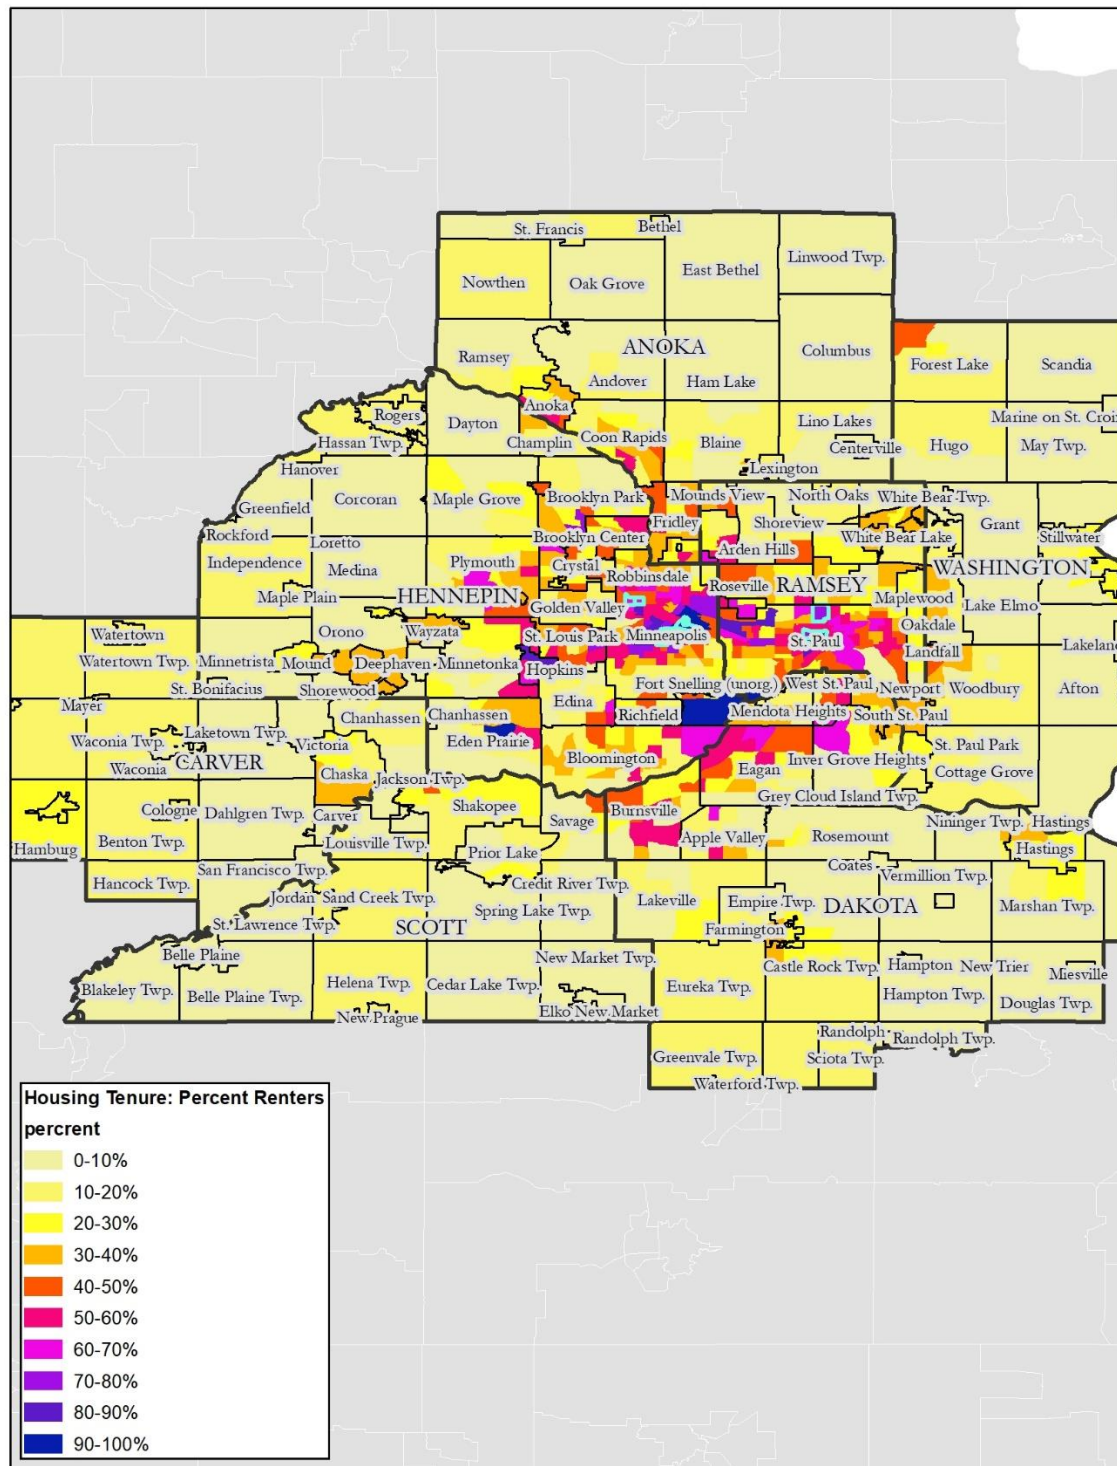 St. Francis
Bethel
Linwood Twp.
East Bethel
Nowthen
Oak Grove
ANOKA
Ramsey
Columbus
Forest Lake
Scandia
Andover
Ham Lake
Anoka
Rogers
Dayton
Hassan Twp.
Champlin
Coon Rapids
Blaine
Lino Lakes
Centerville
Hugo
Marine on St. Croix
May Twp.
Hanover
Lexington
Corcoran
Maple Grove
Brooklyn Park
Mounds View
North Oaks
White Bear Twp.
Greenfield
Fridley
Shoreview
Grant
Rockford
Loretto
Brooklyn Center
White Bear Lake
Stillwater
Independence
Medina
Plymouth
Crystal
Arden Hills
WASHINGTON
Robbinsdale
Roseville
RAMSEY
Maple Plain
HENNEPIN
Golden Valley
Maplewood
Lake Elmo
Watertown
Orono
Wayzata
St. Louis Park
Minneapolis
St. Paul
Oakdale
Landfall
Lakeland
Watertown Twp.
Minnetrista
Mound
Deephaven
Minnetonka
Hopkins
St. Bonifacius
Shorewood
Fort Snelling (unorg.)
West St. Paul
Newport
Woodbury
Afton
Mayer
Edina
Richfield
Mendota Heights
South St. Paul
Chanhassen
Chanhassen
Laketown Twp.
Waconia Twp.
Victoria
Eden Prairie
St. Paul Park
Waconia
CARVER
Bloomington
Eagan
Inver Grove Heights
Cottage Grove
Chaska
Jackson Twp.
Grey Cloud Island Twp.
Cologne
Dahlgren Twp.
Carver
Shakopee
Savage
Burnsville
Nininger Twp.
Hastings
Hamburg
Benton Twp.
Louisville Twp.
Prior Lake
Apple Valley
Rosemount
Hastings
San Francisco Twp.
Coates
Vermillion Twp.
Hancock Twp.
Credit River Twp.
Jordan
Sand Creek Twp.
Spring Lake Twp.
Lakeville
Empire Twp.
DAKOTA
Marshan Twp.
St. Lawrence Twp.
SCOTT
Farmington
Belle Plaine
New Market Twp.
Castle Rock Twp.
Hampton
New Trier
Miesville
Blakeley Twp.
Belle Plaine Twp.
Helena Twp.
Cedar Lake Twp.
Eureka Twp.
Hampton Twp.
Douglas Twp.
New Prague
Elko New Market
Randolph
Randolph Twp.
Greenvale Twp.
Sciota Twp.
Waterford Twp.
Housing Tenure: Percent Renters
percrent
0-10%
10-20%
20-30%
30-40%
40-50%
50-60%
60-70%
70-80%
80-90%
90-100%